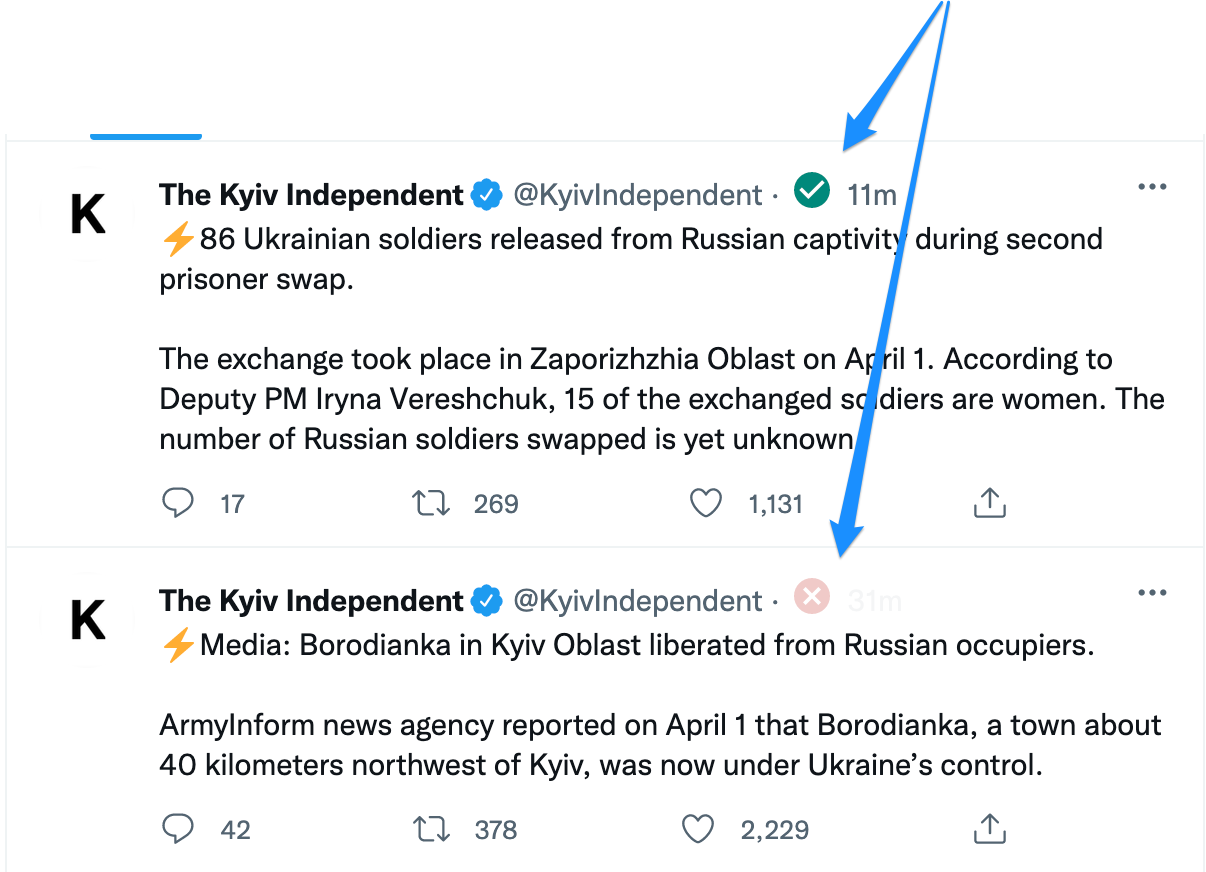 K
The Kyiv Independent @KyivIndependent · 11m
⚡86 Ukrainian soldiers released from Russian captivity during second
prisoner swap.
The exchange took place in Zaporizhzhia Oblast on April 1. According to
Deputy PM Iryna Vereshchuk, 15 of the exchanged soldiers are women. The
number of Russian soldiers swapped is yet unknown
17 269 1,131
K
The Kyiv Independent @KyivIndependent · 31m
⚡Media: Borodianka in Kyiv Oblast liberated from Russian occupiers.
ArmyInform news agency reported on April 1 that Borodianka, a town about
40 kilometers northwest of Kyiv, was now under Ukraine’s control.
42 378 2,229